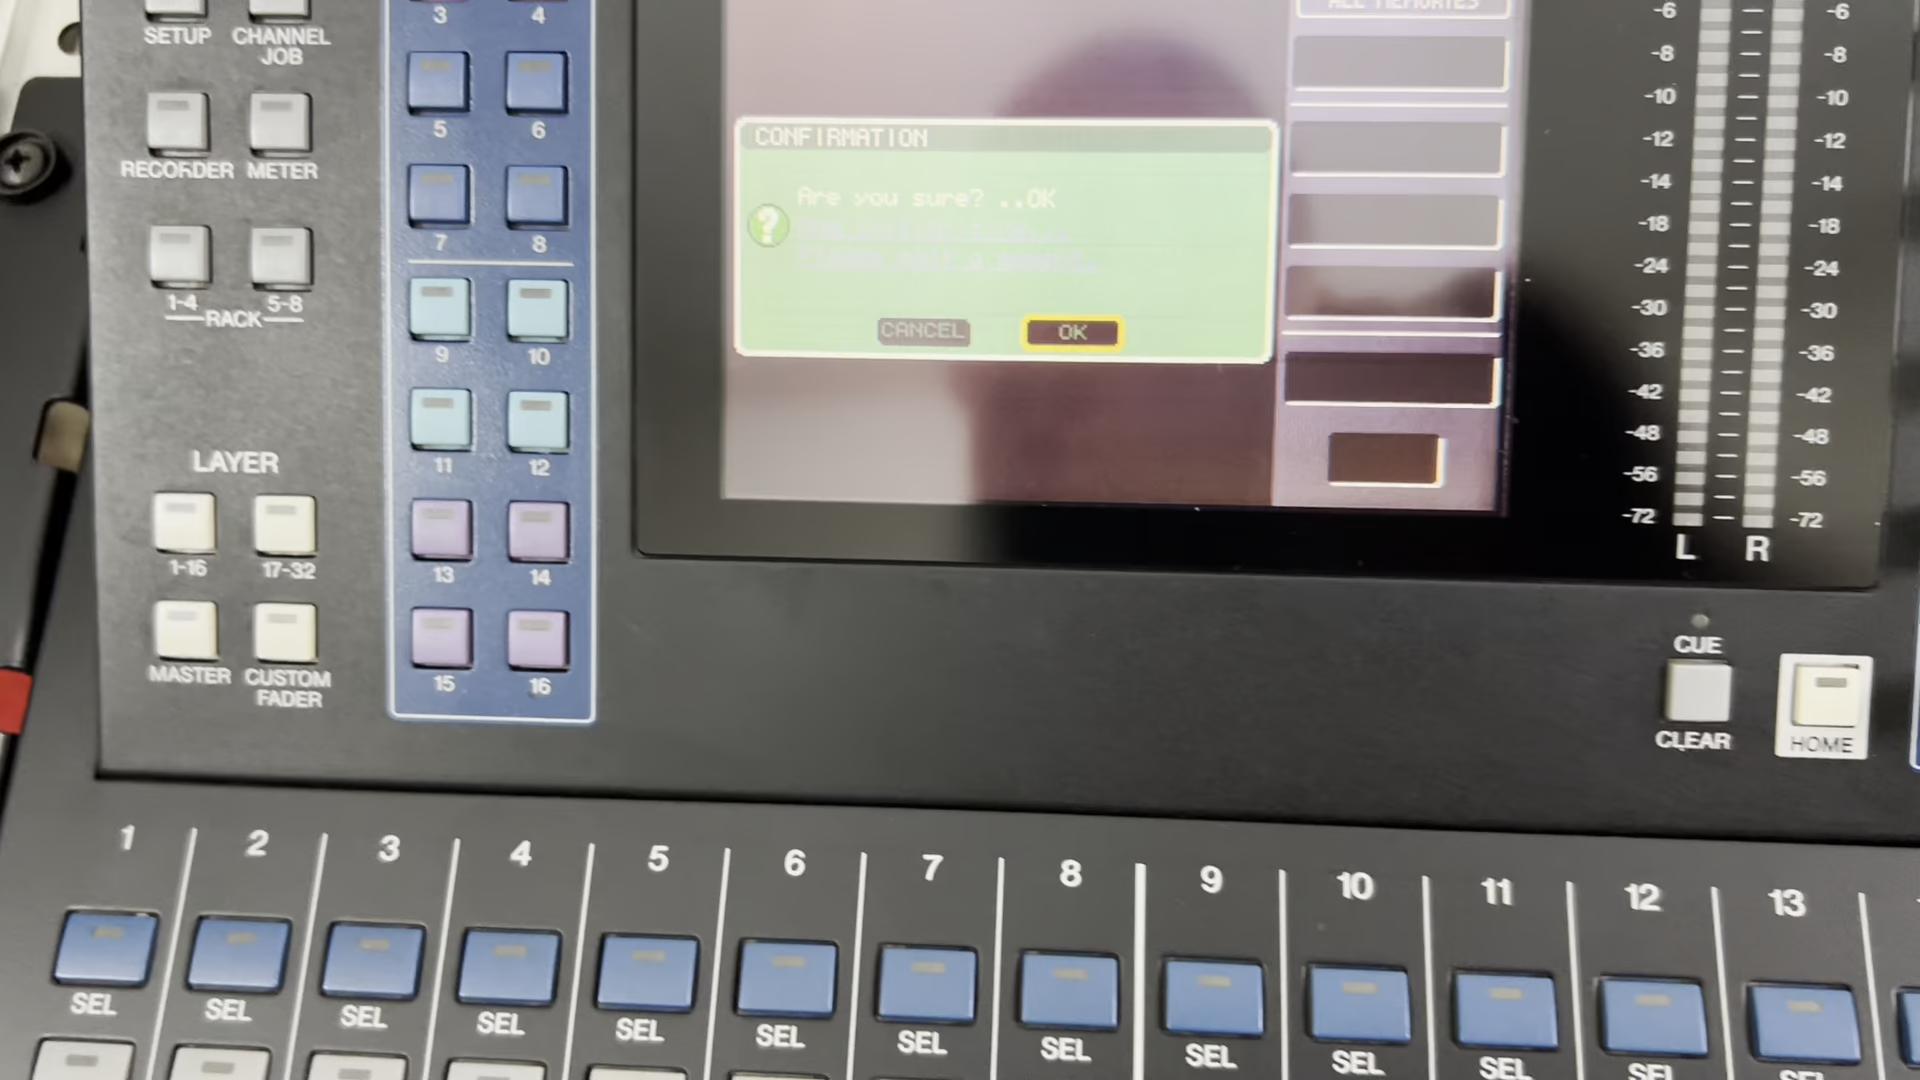 3
4
SETUP
CHANNEL
JOB
5
6
RECORDER
METER
7
8
1-4
5-8
RACK
9
10
11
12
LAYER
1-16
17-32
13
14
MASTER
CUSTOM
FADER
15
16
ALL MEMORIES
CONFIRMATION
Are you sure? ..OK
?
CANCEL
OK
-6
-6
-8
-8
-10
-10
-12
-12
-14
-14
-18
-18
-24
-24
-30
-30
-36
-36
-42
-42
-48
-48
-56
-56
-72
-72
L
R
CUE
CLEAR
HOME
1
2
3
4
5
6
7
8
9
10
11
12
13
SEL
SEL
SEL
SEL
SEL
SEL
SEL
SEL
SEL
SEL
SEL
SEL